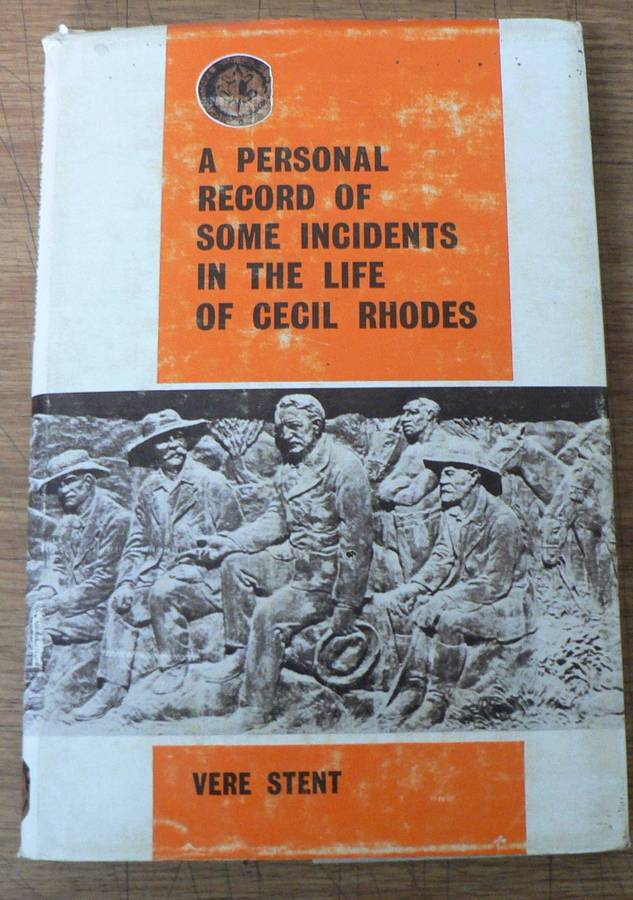 A PERSONAL
RECORD OF
SOME INCIDENTS
IN THE LIFE
OF CECIL RHODES
VERE STENT